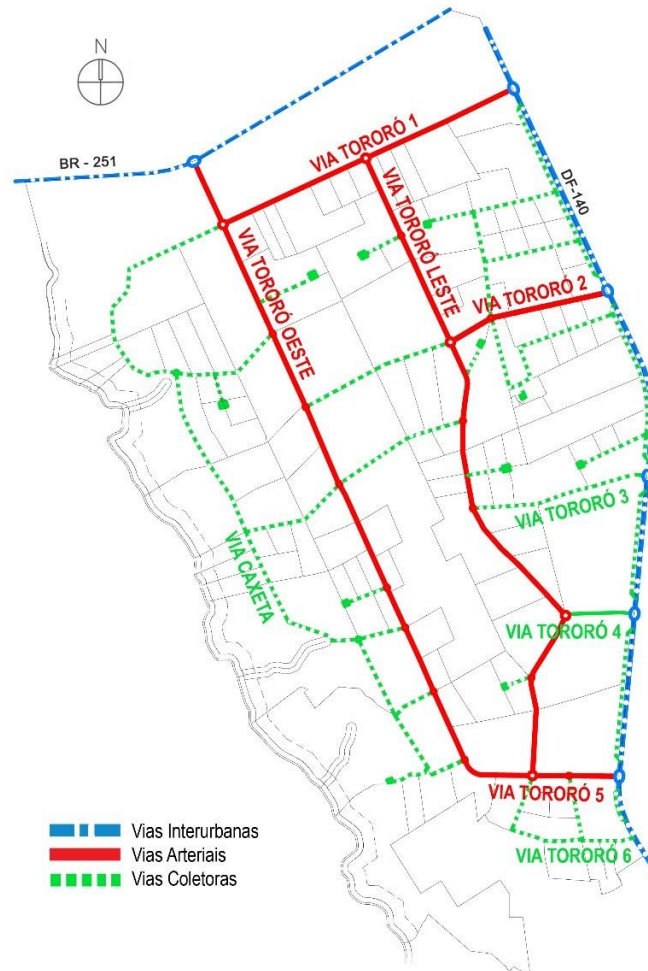 N
BR - 251
VIA TORORÓ 1
DF-140
VIA TORORÓ OESTE
VIA TORORÓ LESTE
VIA TORORÓ 2
VIA TORORÓ 3
VIA CAXETA
VIA TORORÓ 4
VIA TORORÓ 5
VIA TORORÓ 6
Vias Interurbanas
Vias Arteriais
Vias Coletoras